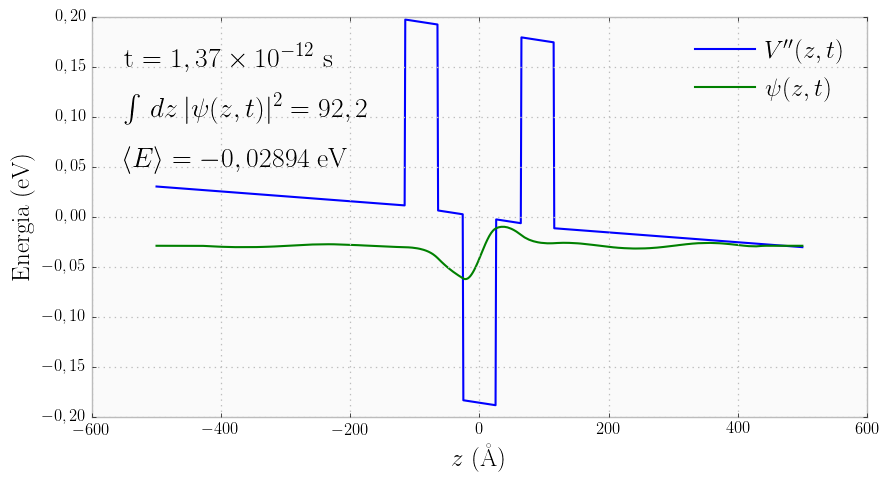 0,20
0,15
0,10
0,05
0,00
−0,05
−0,10
−0,15
−0,20
Energia (eV)
t = 1,37 × 10⁻¹² s
∫ dz |ψ(z,t)|² = 92,2
⟨E⟩ = −0,02894 eV
V″(z,t)
ψ(z,t)
−600 −400 −200 0 200 400 600
z (Å)